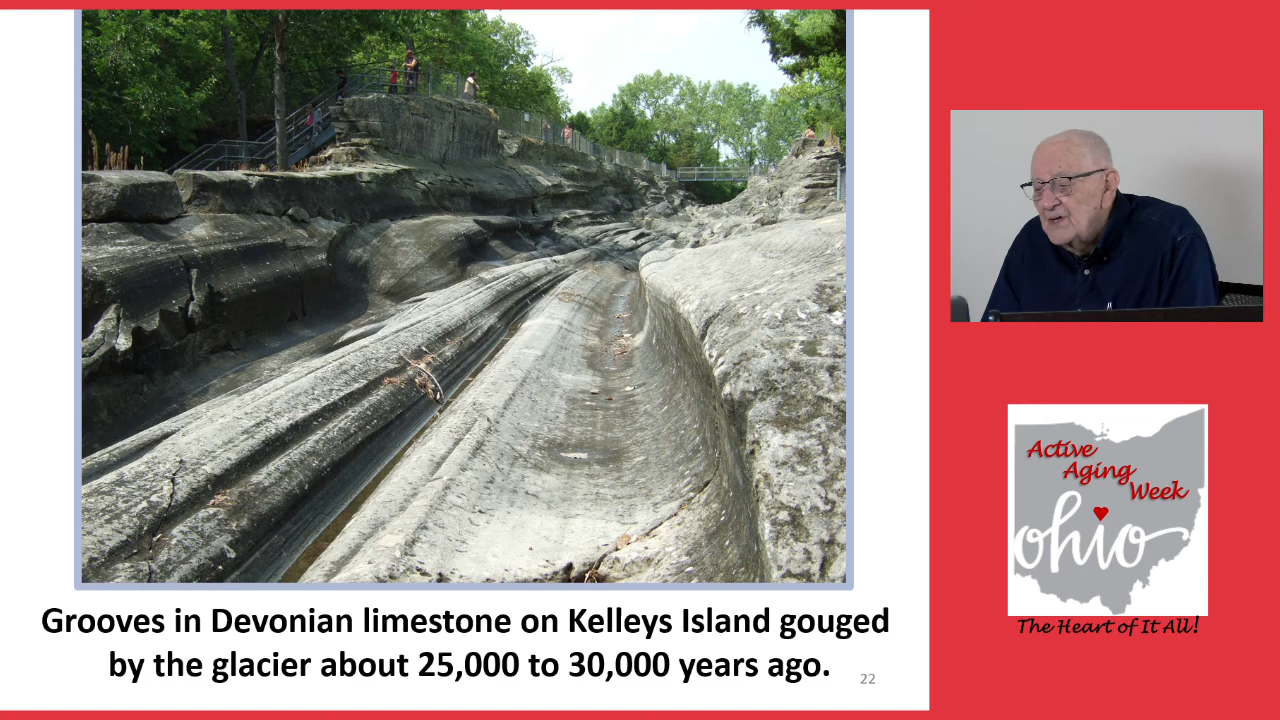 Grooves in Devonian limestone on Kelleys Island gouged
by the glacier about 25,000 to 30,000 years ago.
22
Active
Aging
Week
ohio
The Heart of It All!